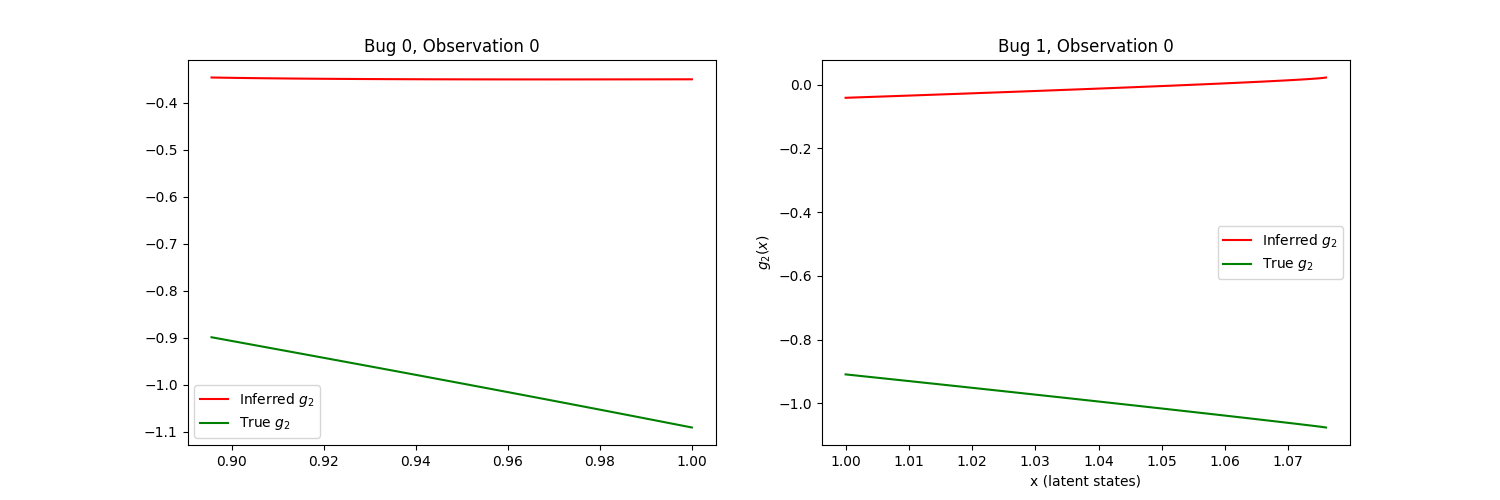 Bug 0, Observation 0
−0.4
−0.5
−0.6
−0.7
−0.8
−0.9
−1.0
−1.1
Inferred g₂
True g₂
0.90 0.92 0.94 0.96 0.98 1.00
Bug 1, Observation 0
g₂(x)
0.0
−0.2
−0.4
−0.6
−0.8
−1.0
Inferred g₂
True g₂
1.00 1.01 1.02 1.03 1.04 1.05 1.06 1.07
x (latent states)